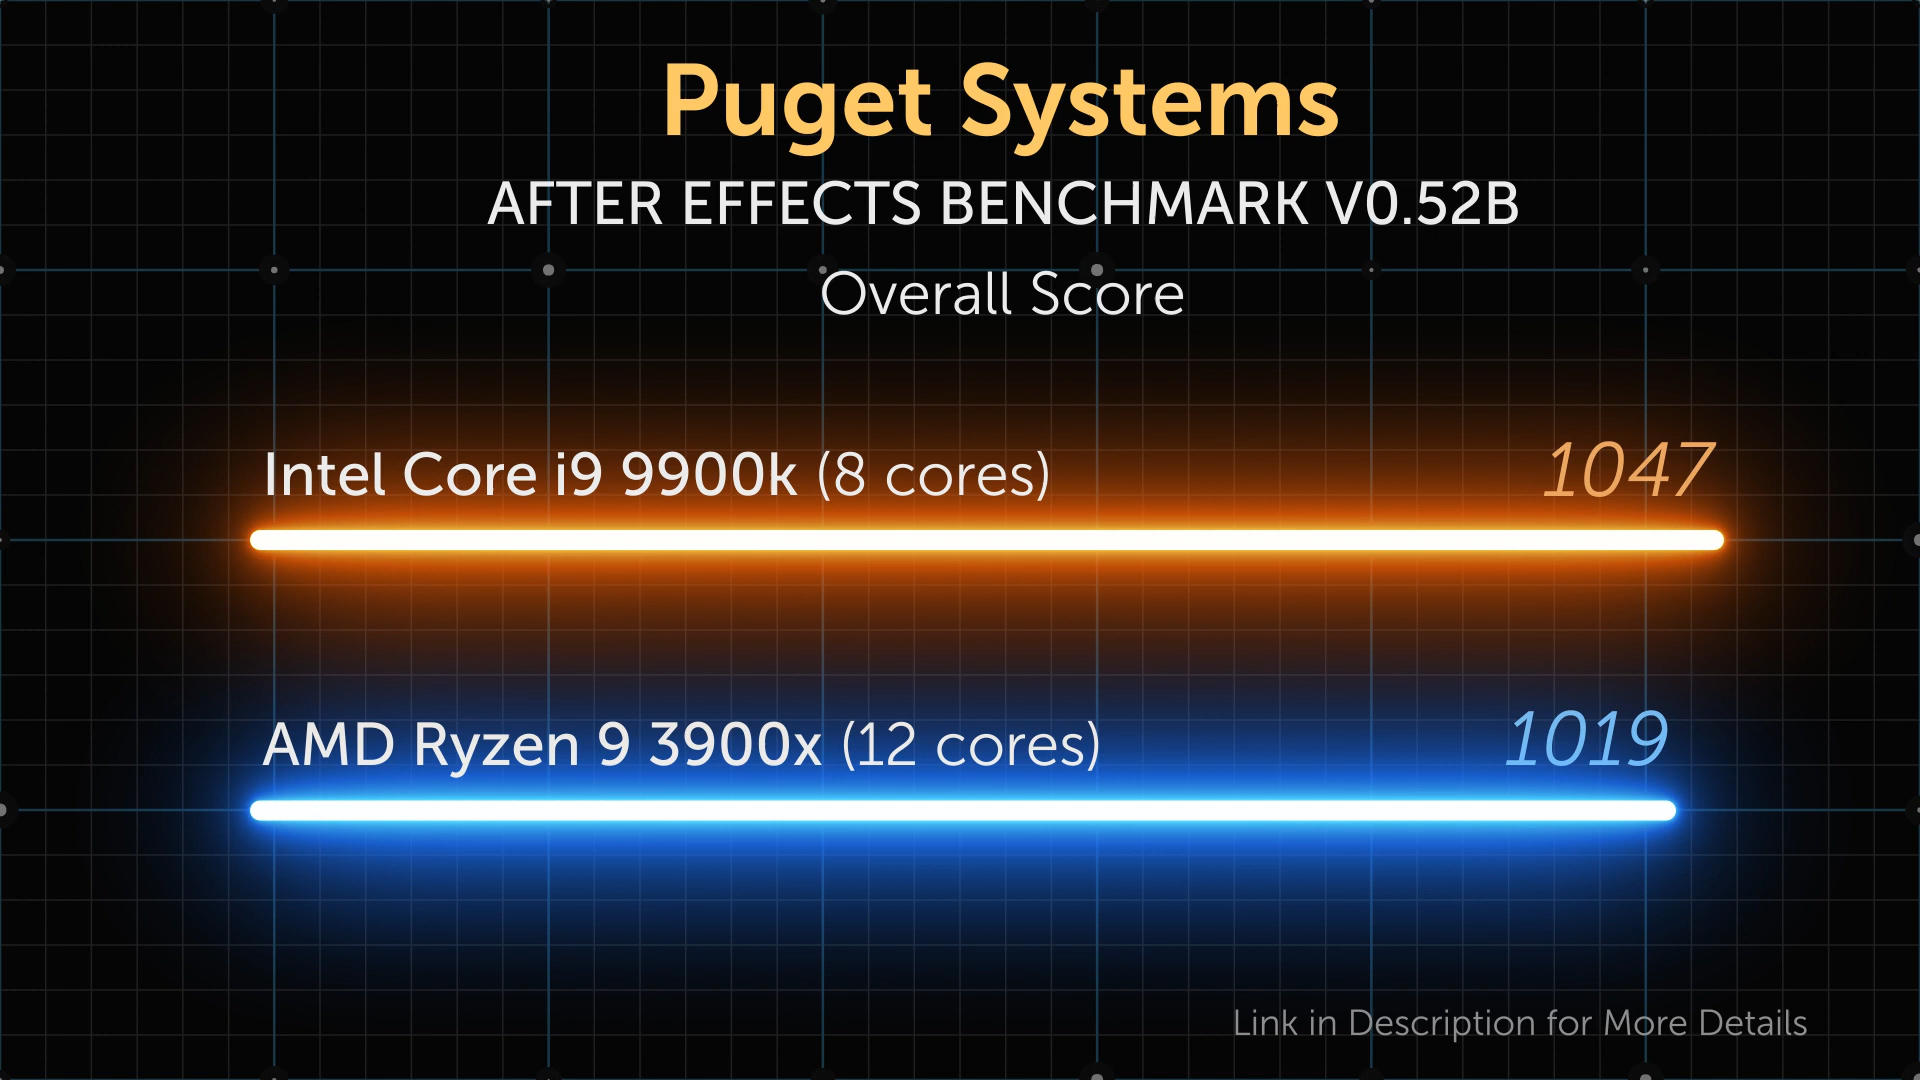 Puget Systems
AFTER EFFECTS BENCHMARK V0.52B
Overall Score
Intel Core i9 9900k (8 cores) 1047
AMD Ryzen 9 3900x (12 cores) 1019
Link in Description for More Details